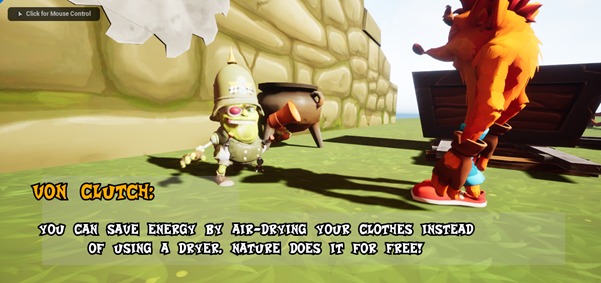 Click for Mouse Control
VON CLUTCH:
YOU CAN SAVE ENERGY BY AIR-DRYING YOUR CLOTHES INSTEAD
OF USING A DRYER. NATURE DOES IT FOR FREE!